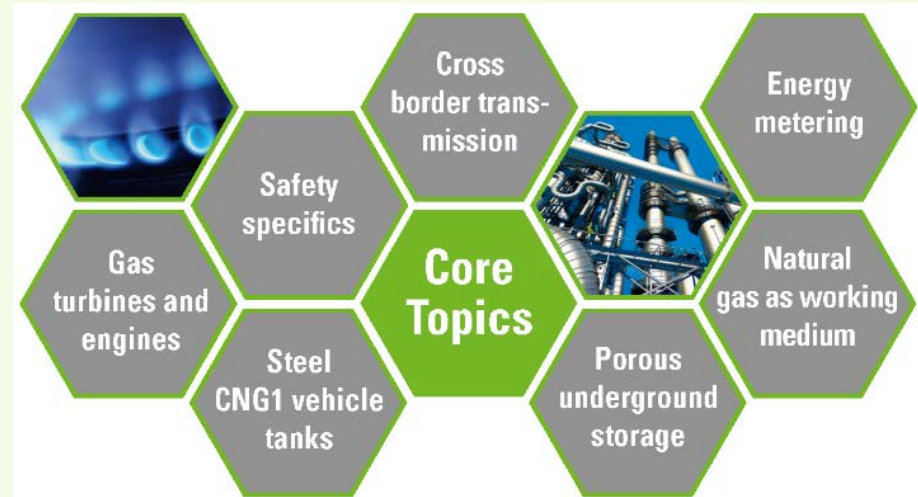 Cross
border trans-
mission
Energy
metering
Safety
specifics
Gas
turbines and
engines
Core
Topics
Natural
gas as working
medium
Steel
CNG1 vehicle
tanks
Porous
underground
storage